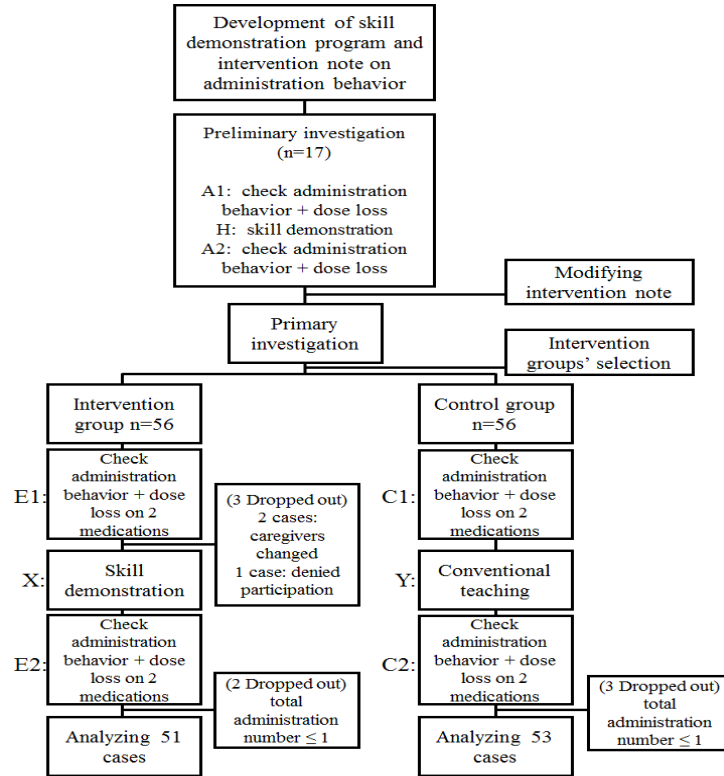 Development of skill
demonstration program and
intervention note on
administration behavior
Preliminary investigation
(n=17)
A1: check administration
behavior + dose loss
H: skill demonstration
A2: check administration
behavior + dose loss
Modifying
intervention note
Primary
investigation
Intervention
groups' selection
Intervention
group n=56
Control group
n=56
E1:
Check
administration
behavior + dose
loss on 2
medications
(3 Dropped out)
2 cases:
caregivers
changed
1 case: denied
participation
C1:
Check
administration
behavior + dose
loss on 2
medications
X:
Skill
demonstration
Y:
Conventional
teaching
E2:
Check
administration
behavior + dose
loss on 2
medications
(2 Dropped out)
total
administration
number ≤ 1
C2:
Check
administration
behavior + dose
loss on 2
medications
(3 Dropped out)
total
administration
number ≤ 1
Analyzing 51
cases
Analyzing 53
cases